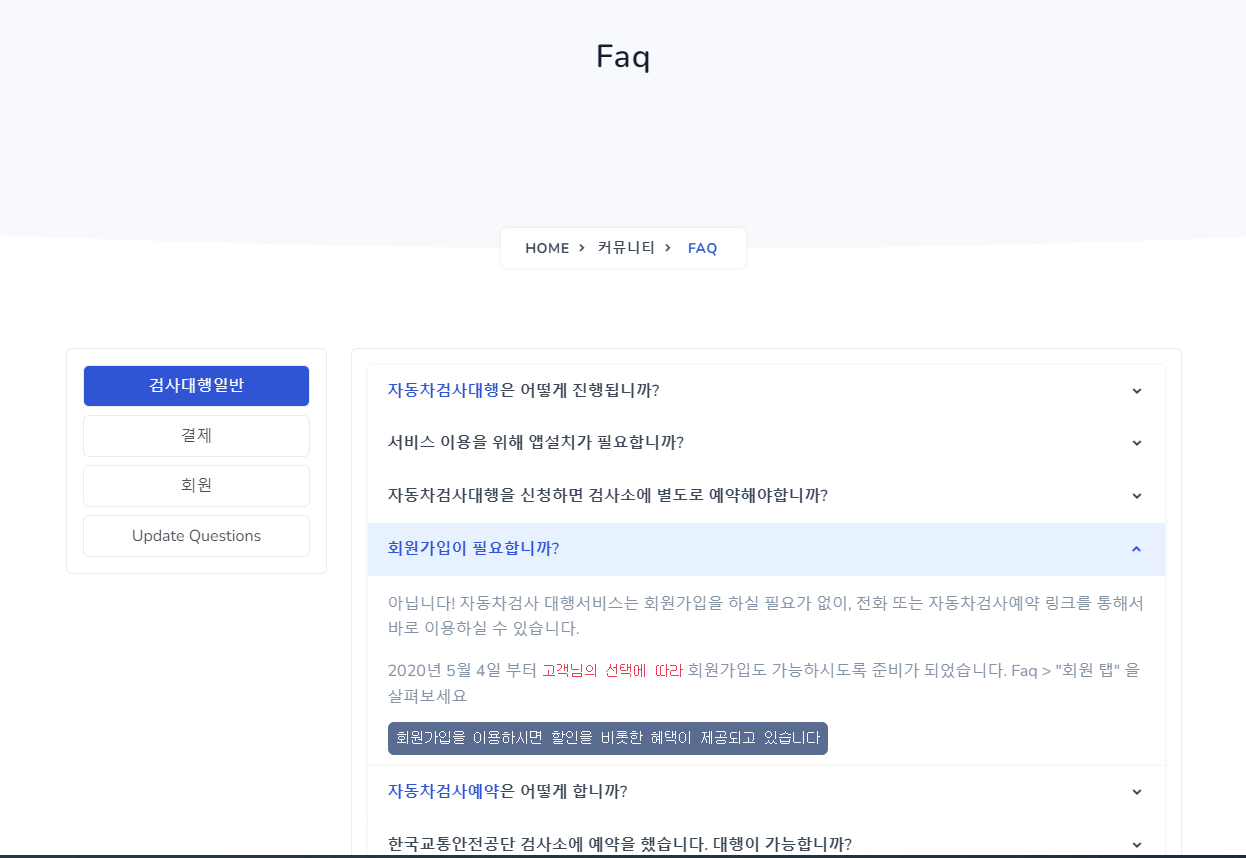 Faq
HOME > 커뮤니티 > FAQ
검사대행일반
결제
회원
Update Questions
자동차검사대행은 어떻게 진행됩니까?
서비스 이용을 위해 앱설치가 필요합니까?
자동차검사대행을 신청하면 검사소에 별도로 예약해야합니까?
회원가입이 필요합니까?
아닙니다! 자동차검사 대행서비스는 회원가입을 하실 필요가 없이, 전화 또는 자동차검사예약 링크를 통해서
바로 이용하실 수 있습니다.
2020년 5월 4일 부터 고객님의 선택에 따라 회원가입도 가능하시도록 준비가 되었습니다. Faq > "회원 탭" 을
살펴보세요
회원가입을 이용하시면 할인을 비롯한 혜택이 제공되고 있습니다
자동차검사예약은 어떻게 합니까?
한국교통안전공단 검사소에 예약을 했습니다. 대행이 가능합니까?